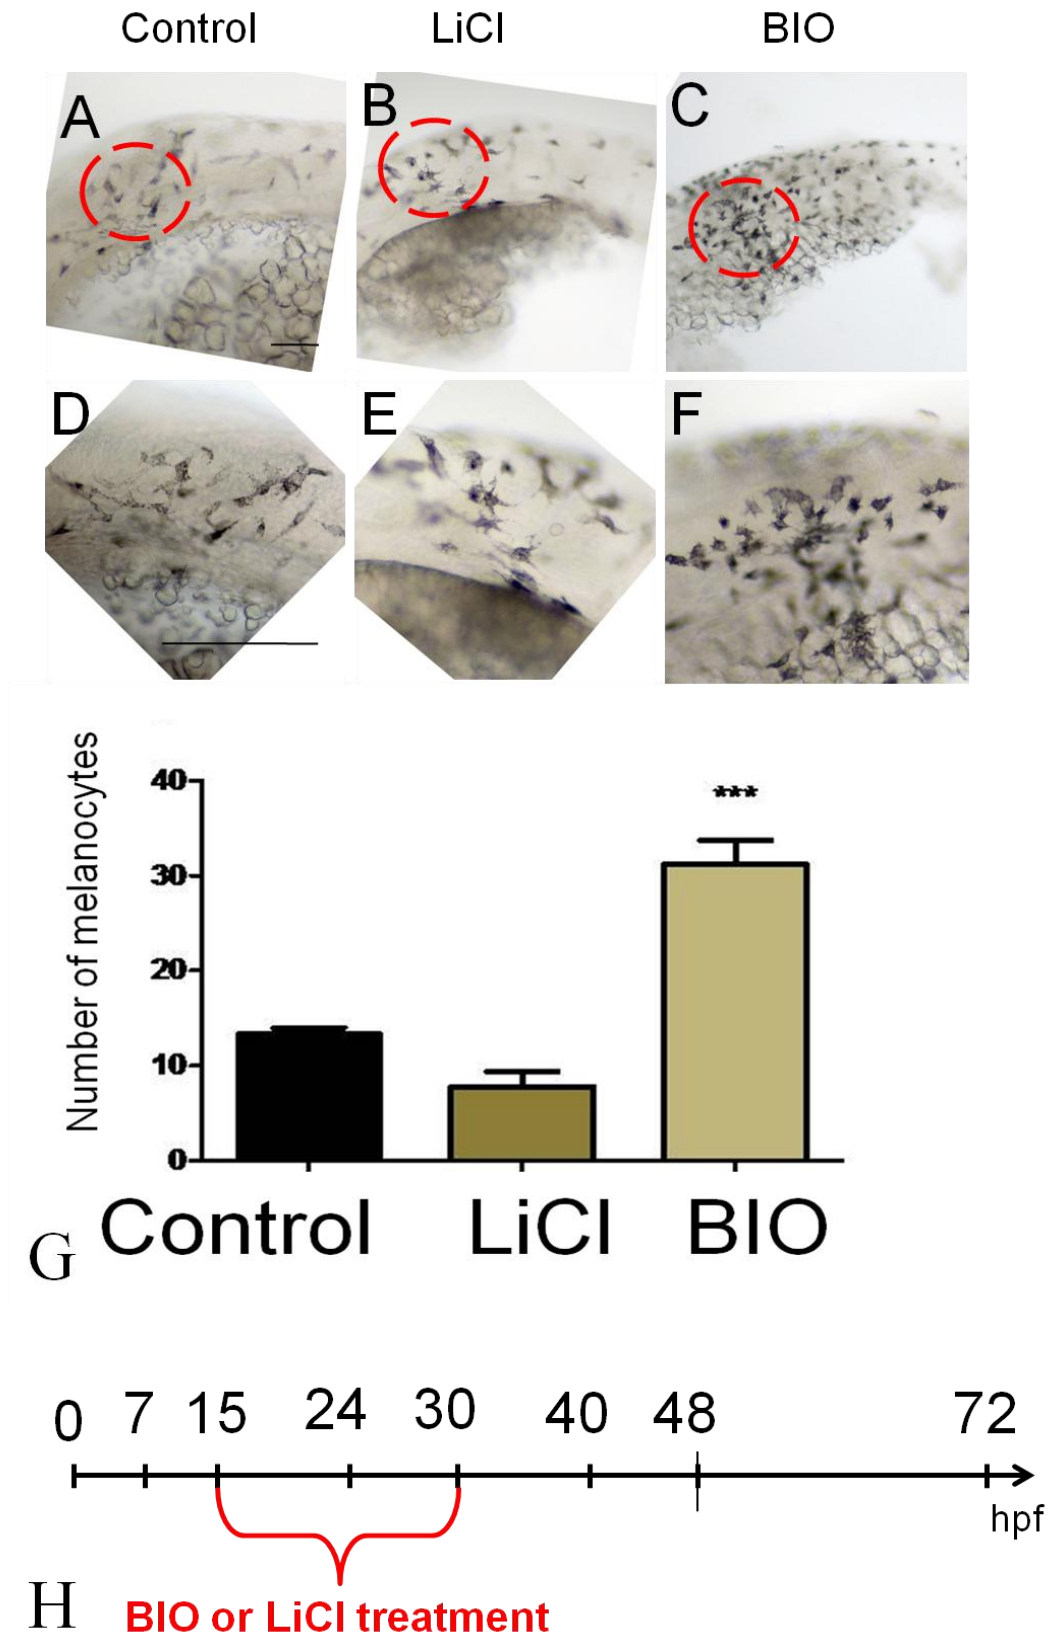 Control LiCl BIO
A B C
D E F
Number of melanocytes
40
***
30
20
10
0
Control LiCl BIO
G
0 7 15 24 30 40 48 72
hpf
H BIO or LiCl treatment